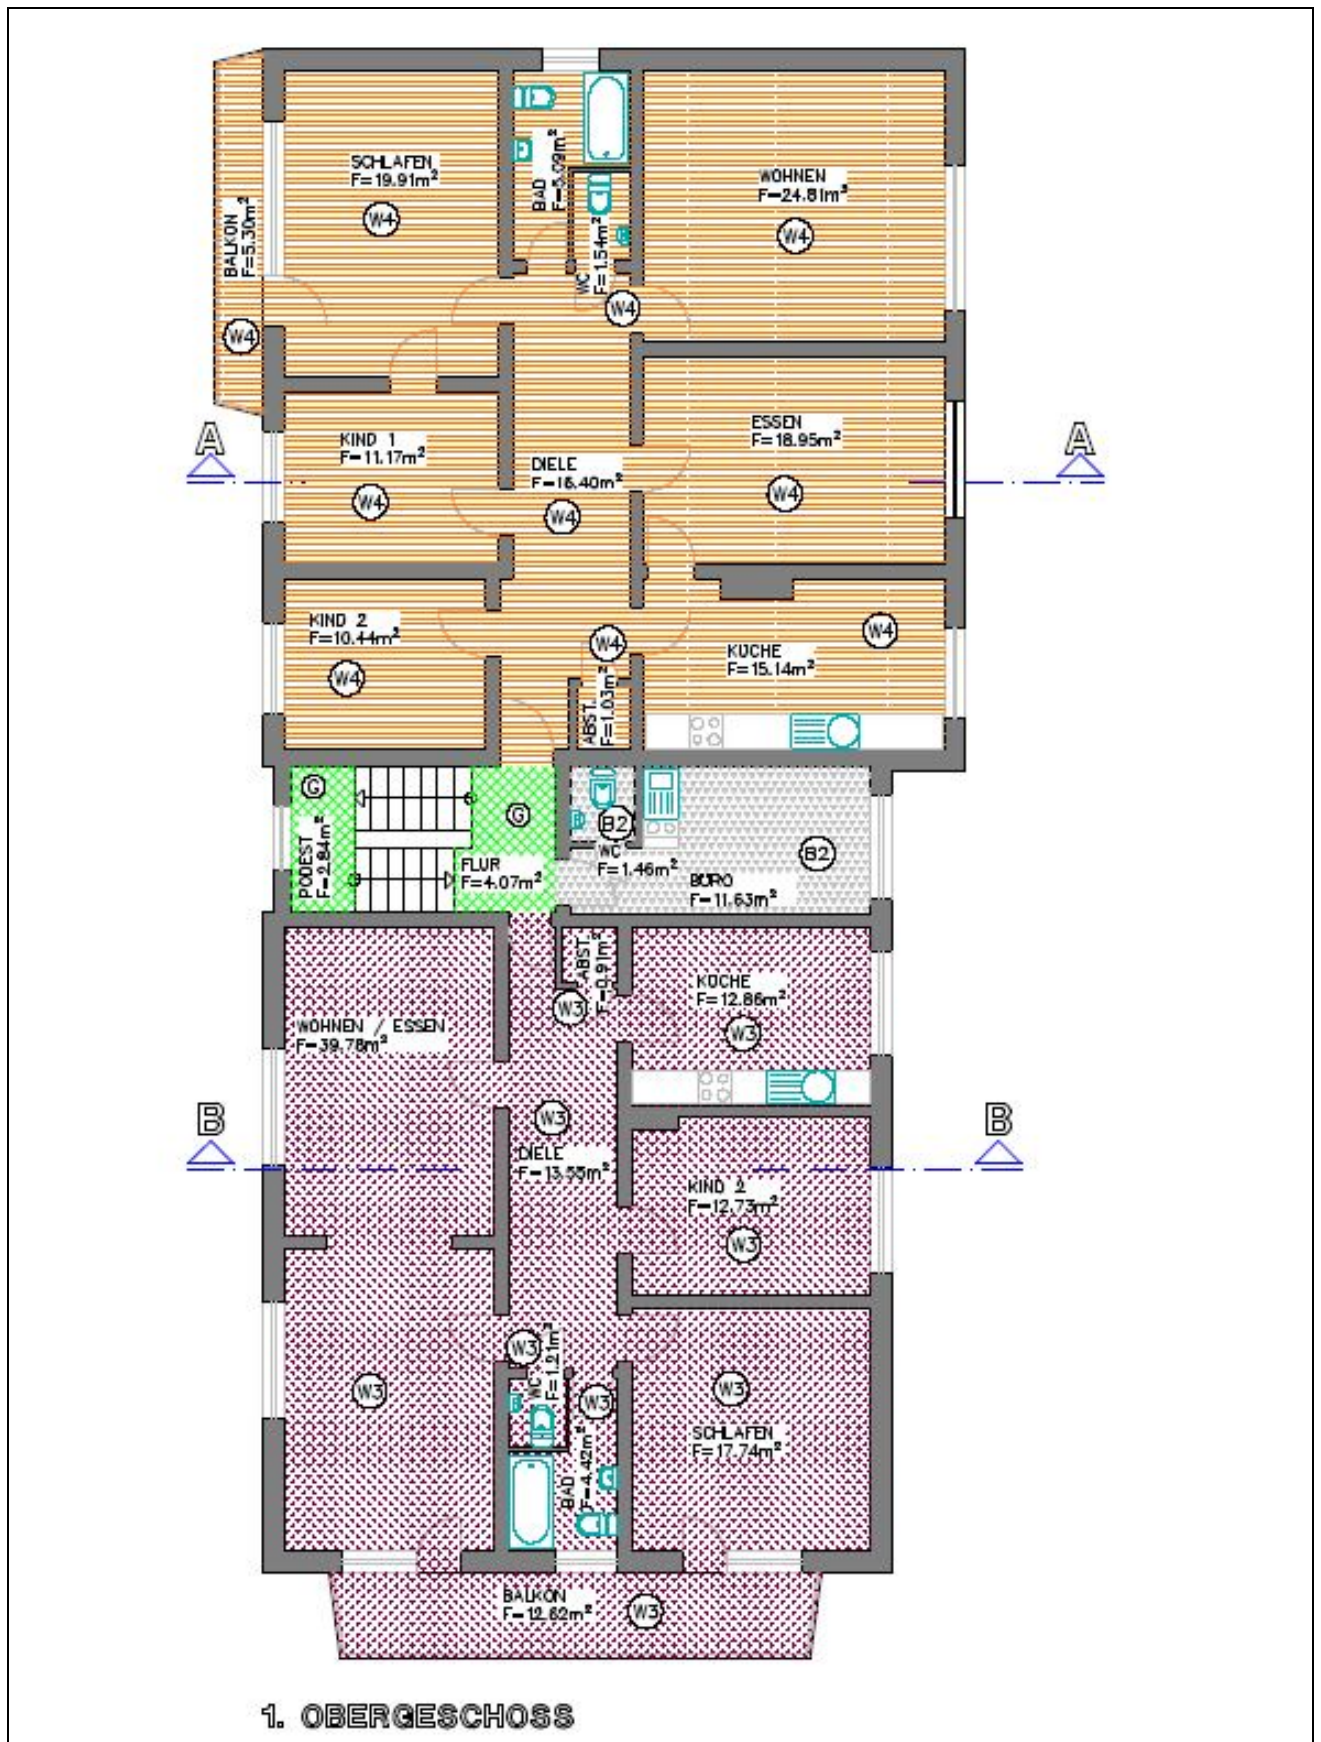 SCHLAFEN
F=19.91m²
W4
BALKON
F=5.30m²
W4
BAD
F=5.09m²
WC
F=1.54m²
W4
WOHNEN
F=24.81m²
W4
A
A
KIND 1
F=11.17m²
W4
DIELE
F=16.40m²
W4
ESSEN
F=18.95m²
W4
KIND 2
F=10.44m²
W4
W4
ABST.
F=1.03m²
KÜCHE
F=15.14m²
W4
G
PODEST
F=2.84m²
G
FLUR
F=4.07m²
B2
WC
F=1.46m²
B2
BÜRO
F=11.63m²
ABST.
F=0.91m²
W3
KÜCHE
F=12.86m²
W3
WOHNEN / ESSEN
F=39.78m²
B
B
W3
DIELE
F=13.55m²
KIND 2
F=12.73m²
W3
W3
WC
F=1.21m²
W3
W3
BAD
F=4.42m²
W3
SCHLAFEN
F=17.74m²
BALKON
F=12.62m²
W3
1. OBERGESCHOSS